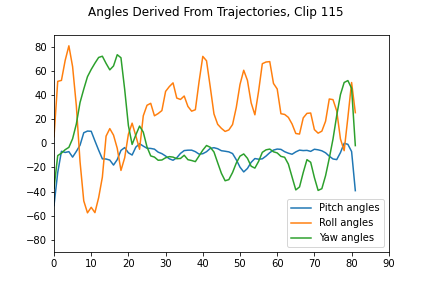 Angles Derived From Trajectories, Clip 115
80
60
40
20
0
−20
−40
−60
−80
0 10 20 30 40 50 60 70 80 90
Pitch angles
Roll angles
Yaw angles